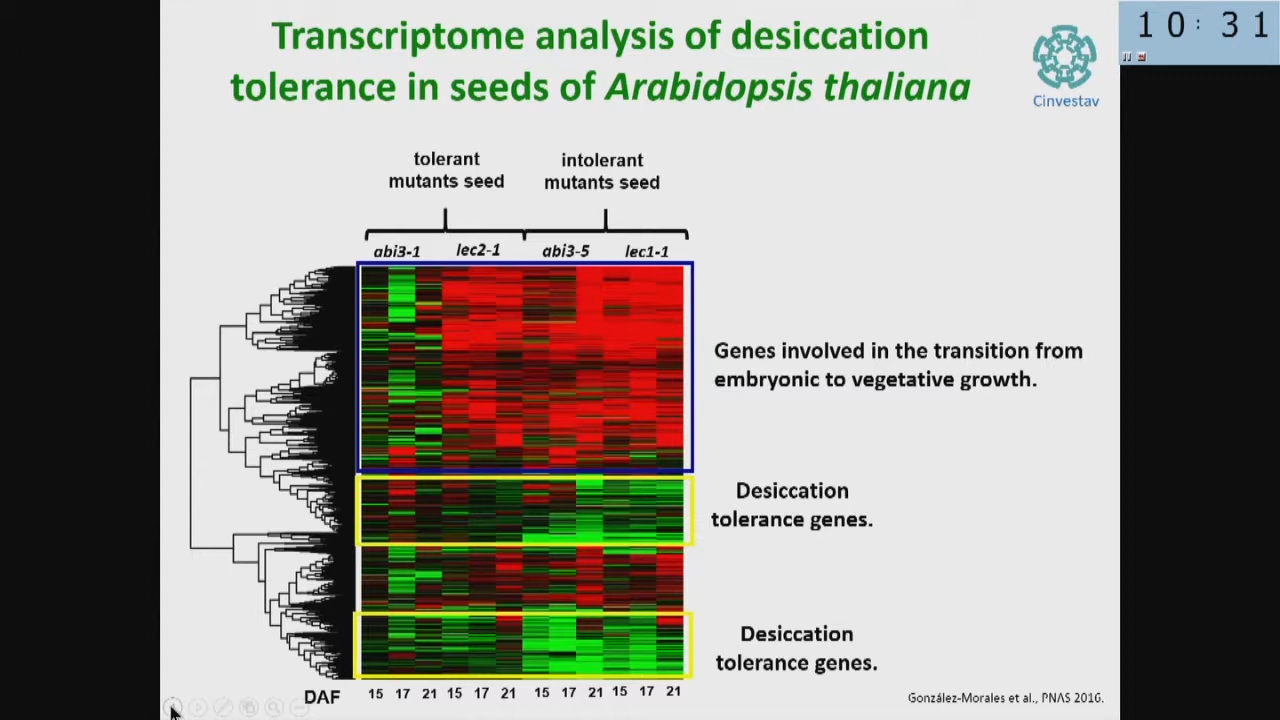 Transcriptome analysis of desiccation
tolerance in seeds of Arabidopsis thaliana
Cinvestav
10:31
tolerant
mutants seed
intolerant
mutants seed
abi3-1 lec2-1 abi3-5 lec1-1
Genes involved in the transition from
embryonic to vegetative growth.
Desiccation
tolerance genes.
Desiccation
tolerance genes.
DAF 15 17 21 15 17 21 15 17 21 15 17 21
González-Morales et al., PNAS 2016.